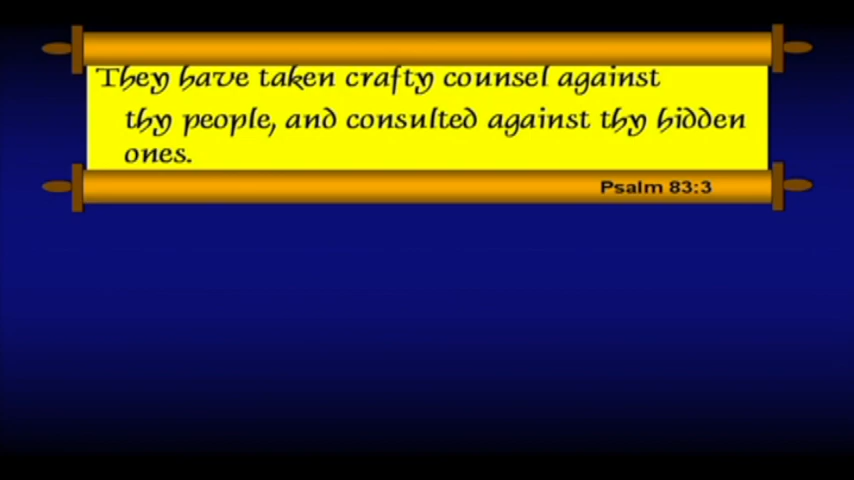 They have taken crafty counsel against
thy people, and consulted against thy hidden
ones.
Psalm 83:3